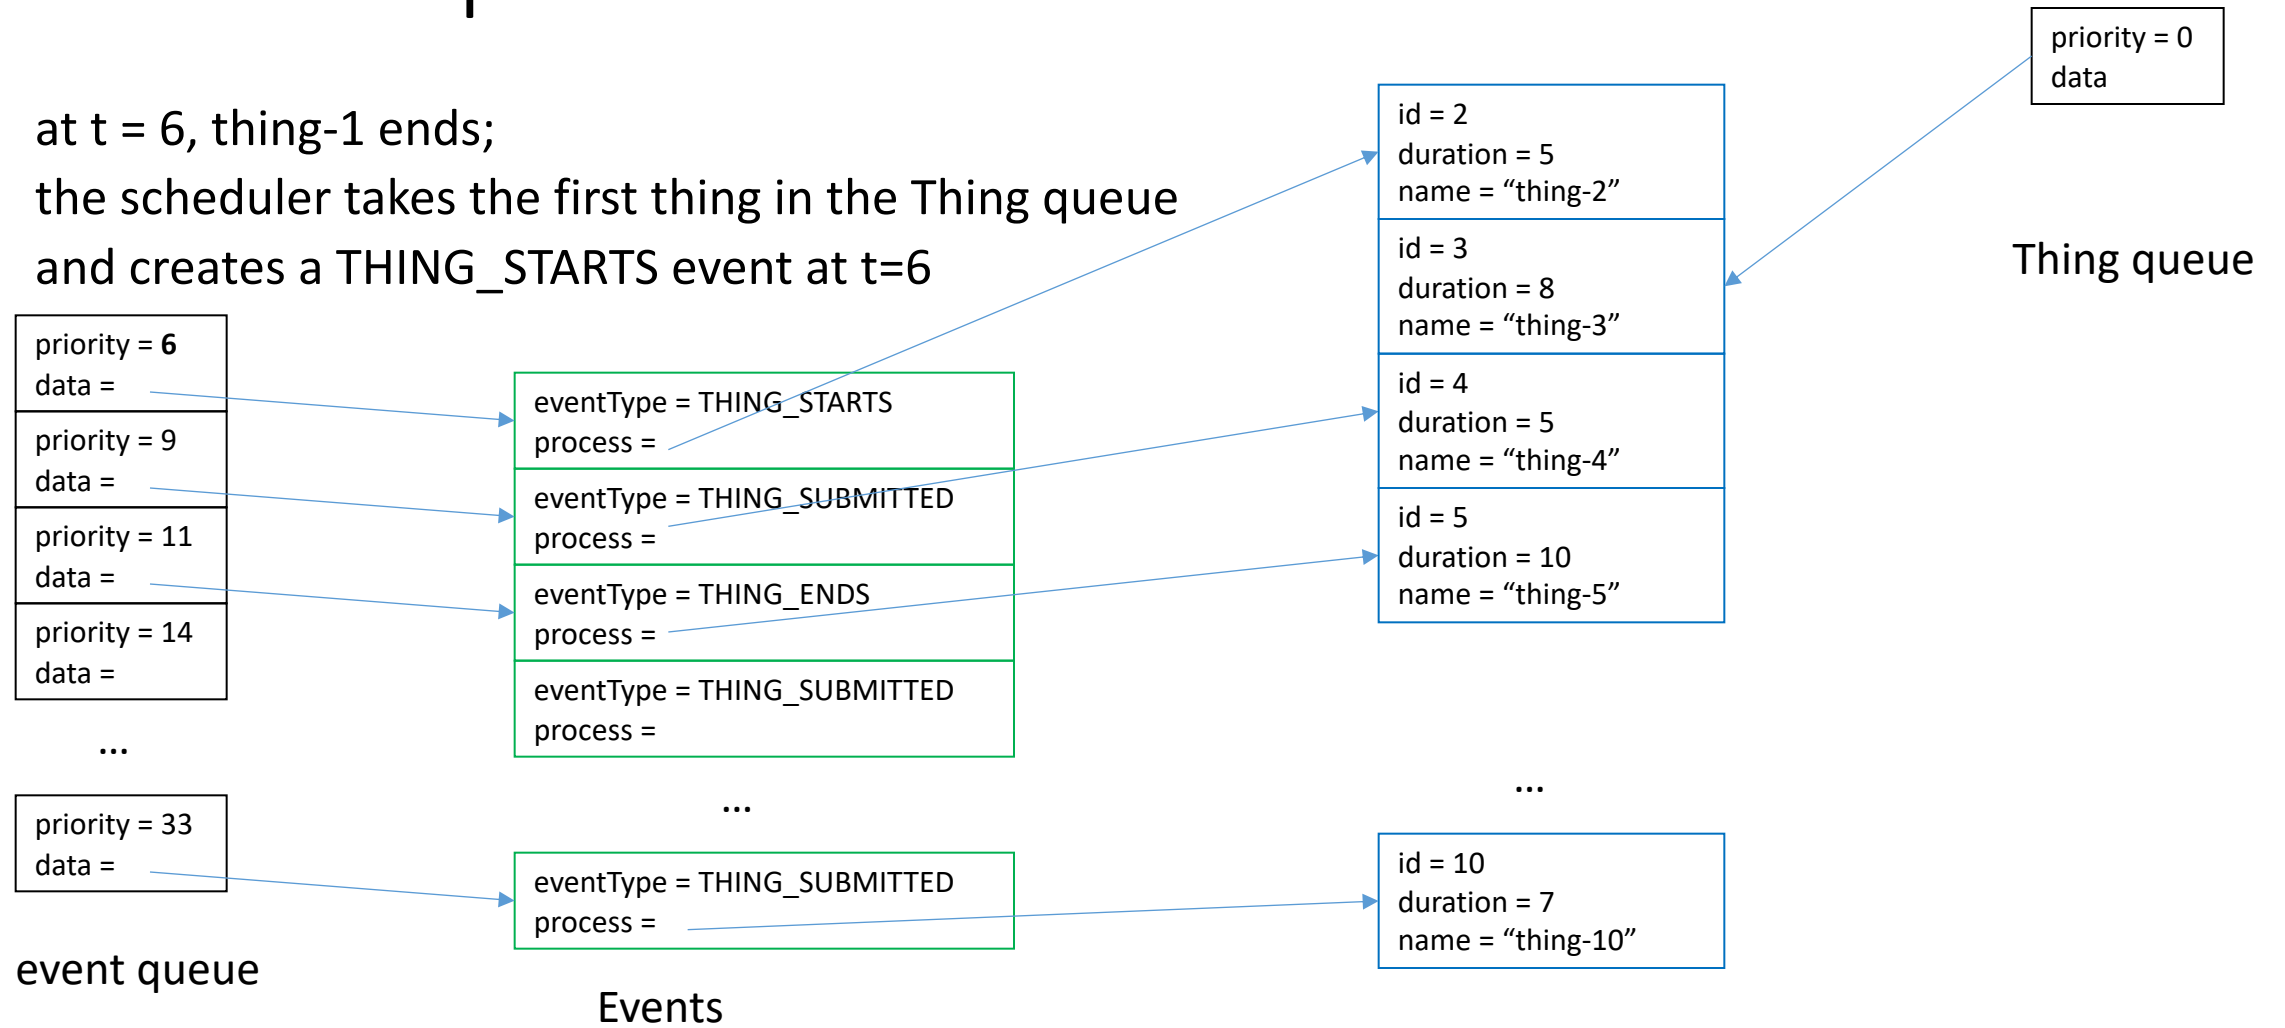 at t = 6, thing-1 ends;
the scheduler takes the first thing in the Thing queue
and creates a THING_STARTS event at t=6
priority = 6
data =
priority = 9
data =
priority = 11
data =
priority = 14
data =
...
priority = 33
data =
event queue
eventType = THING_STARTS
process =
eventType = THING_SUBMITTED
process =
eventType = THING_ENDS
process =
eventType = THING_SUBMITTED
process =
...
eventType = THING_SUBMITTED
process =
Events
id = 2
duration = 5
name = “thing-2”
id = 3
duration = 8
name = “thing-3”
id = 4
duration = 5
name = “thing-4”
id = 5
duration = 10
name = “thing-5”
...
id = 10
duration = 7
name = “thing-10”
priority = 0
data
Thing queue